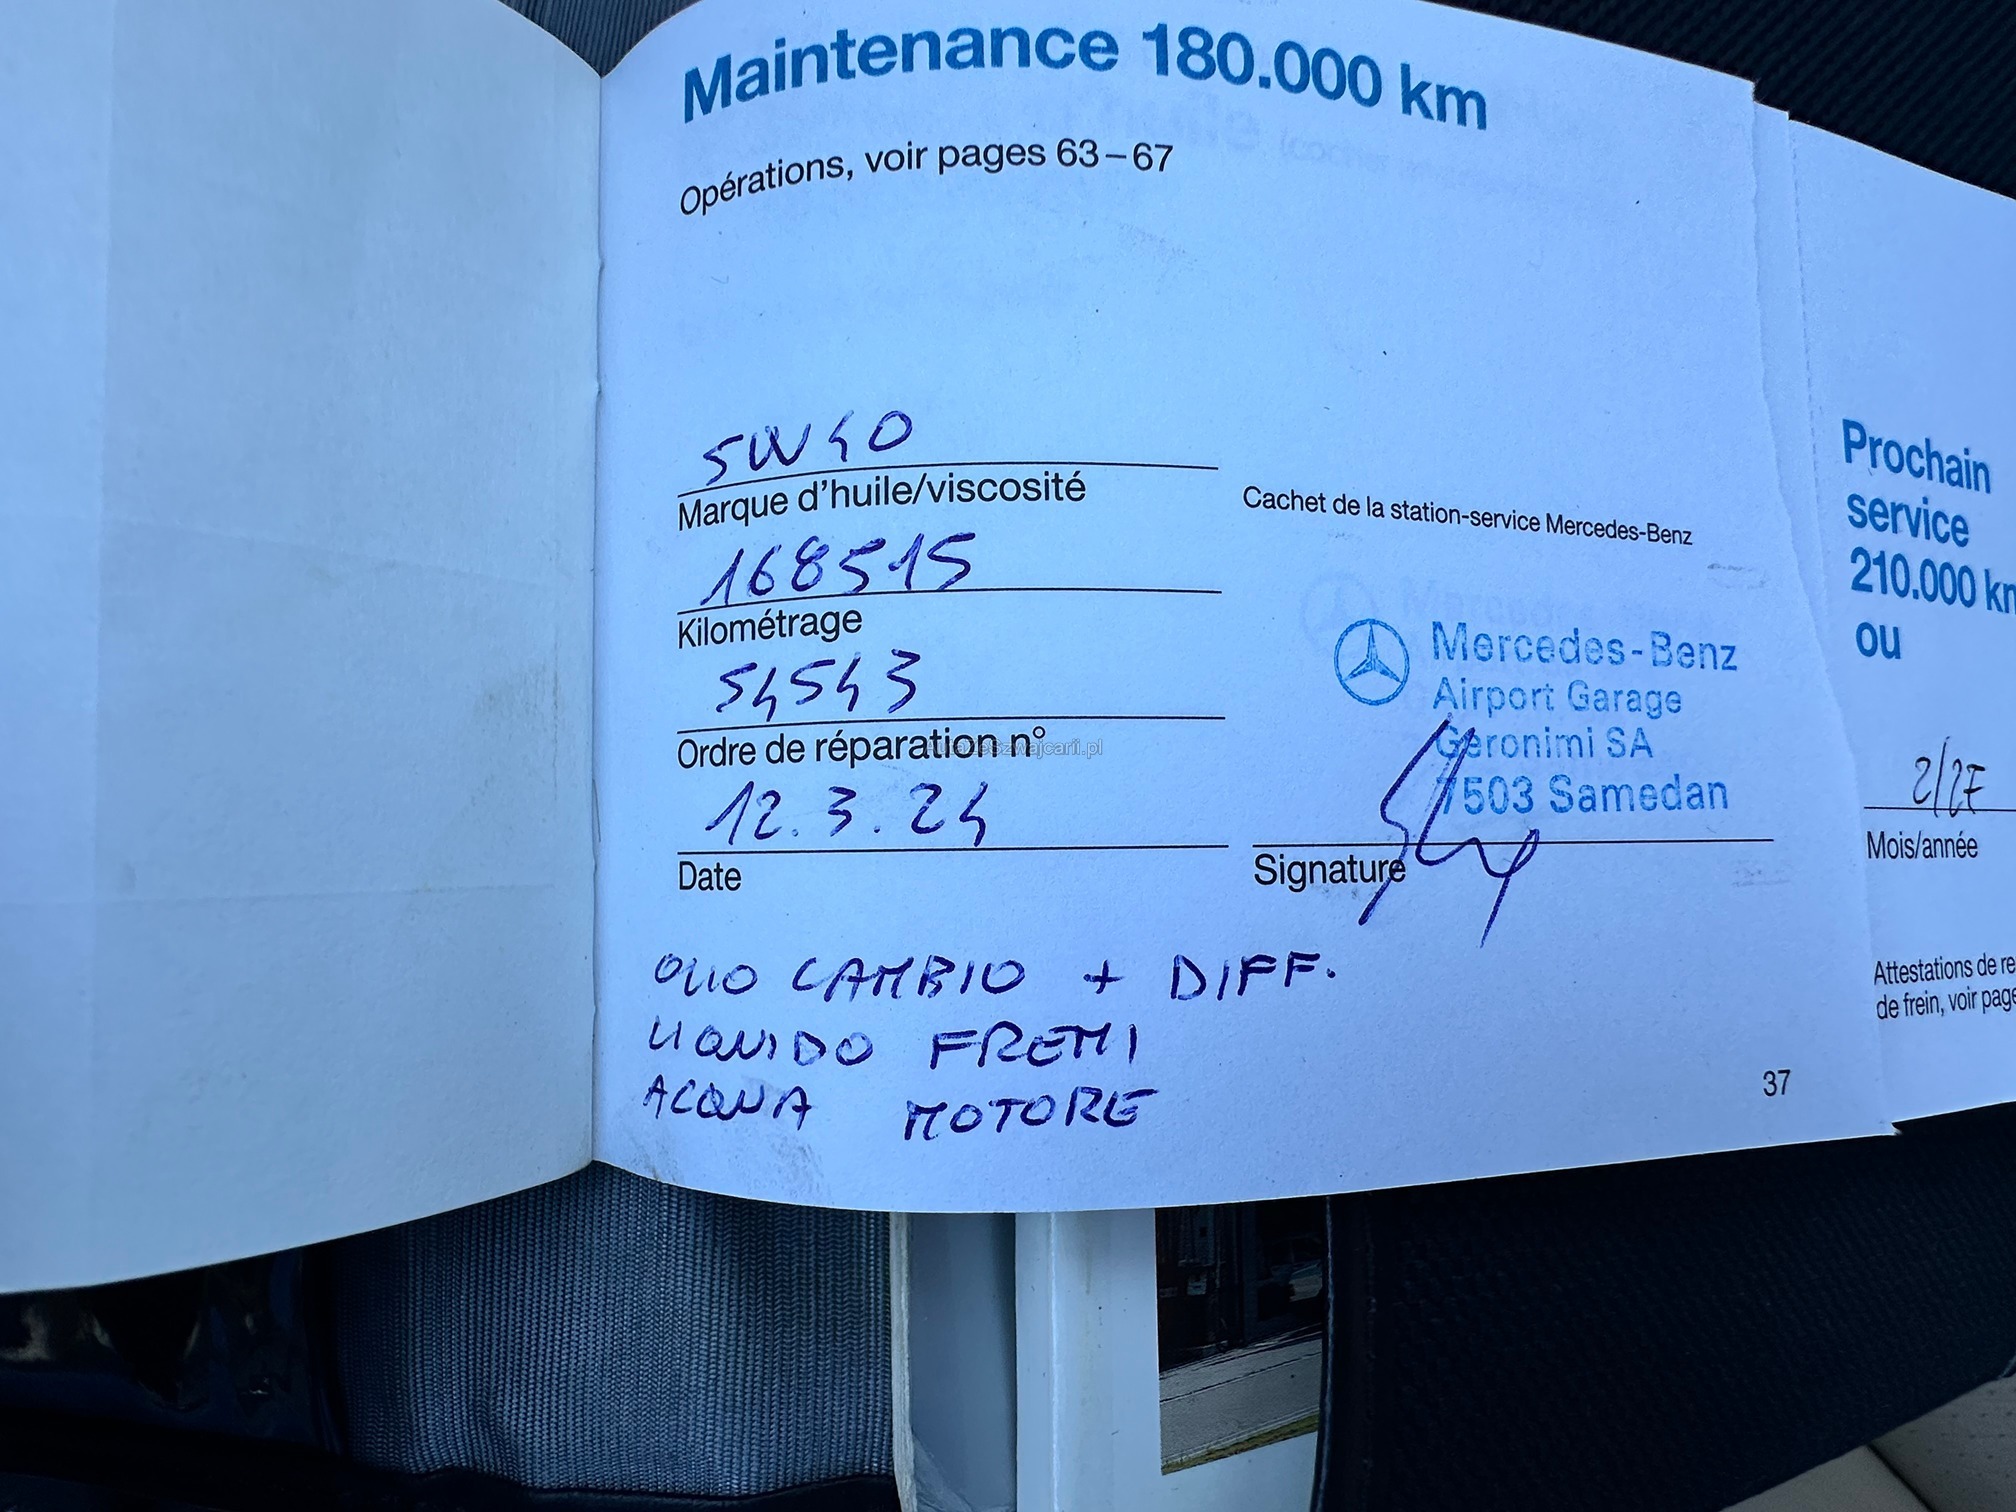 Maintenance 180.000 km
Opérations, voir pages 63–67
5W40
Marque d'huile/viscosité
168515
Kilométrage
54543
Ordre de réparation n°
AutaZeSzwajcarii.pl
12.3.24
Date
Cachet de la station-service Mercedes-Benz
Mercedes-Benz
Airport Garage
Geronimi SA
7503 Samedan
Signature
OLIO CAMBIO + DIFF.
LIQUIDO FRENI
ACQUA MOTORE
37
Prochain
service
210.000 km
ou
Mois/année
Attestations de
de frein, voir